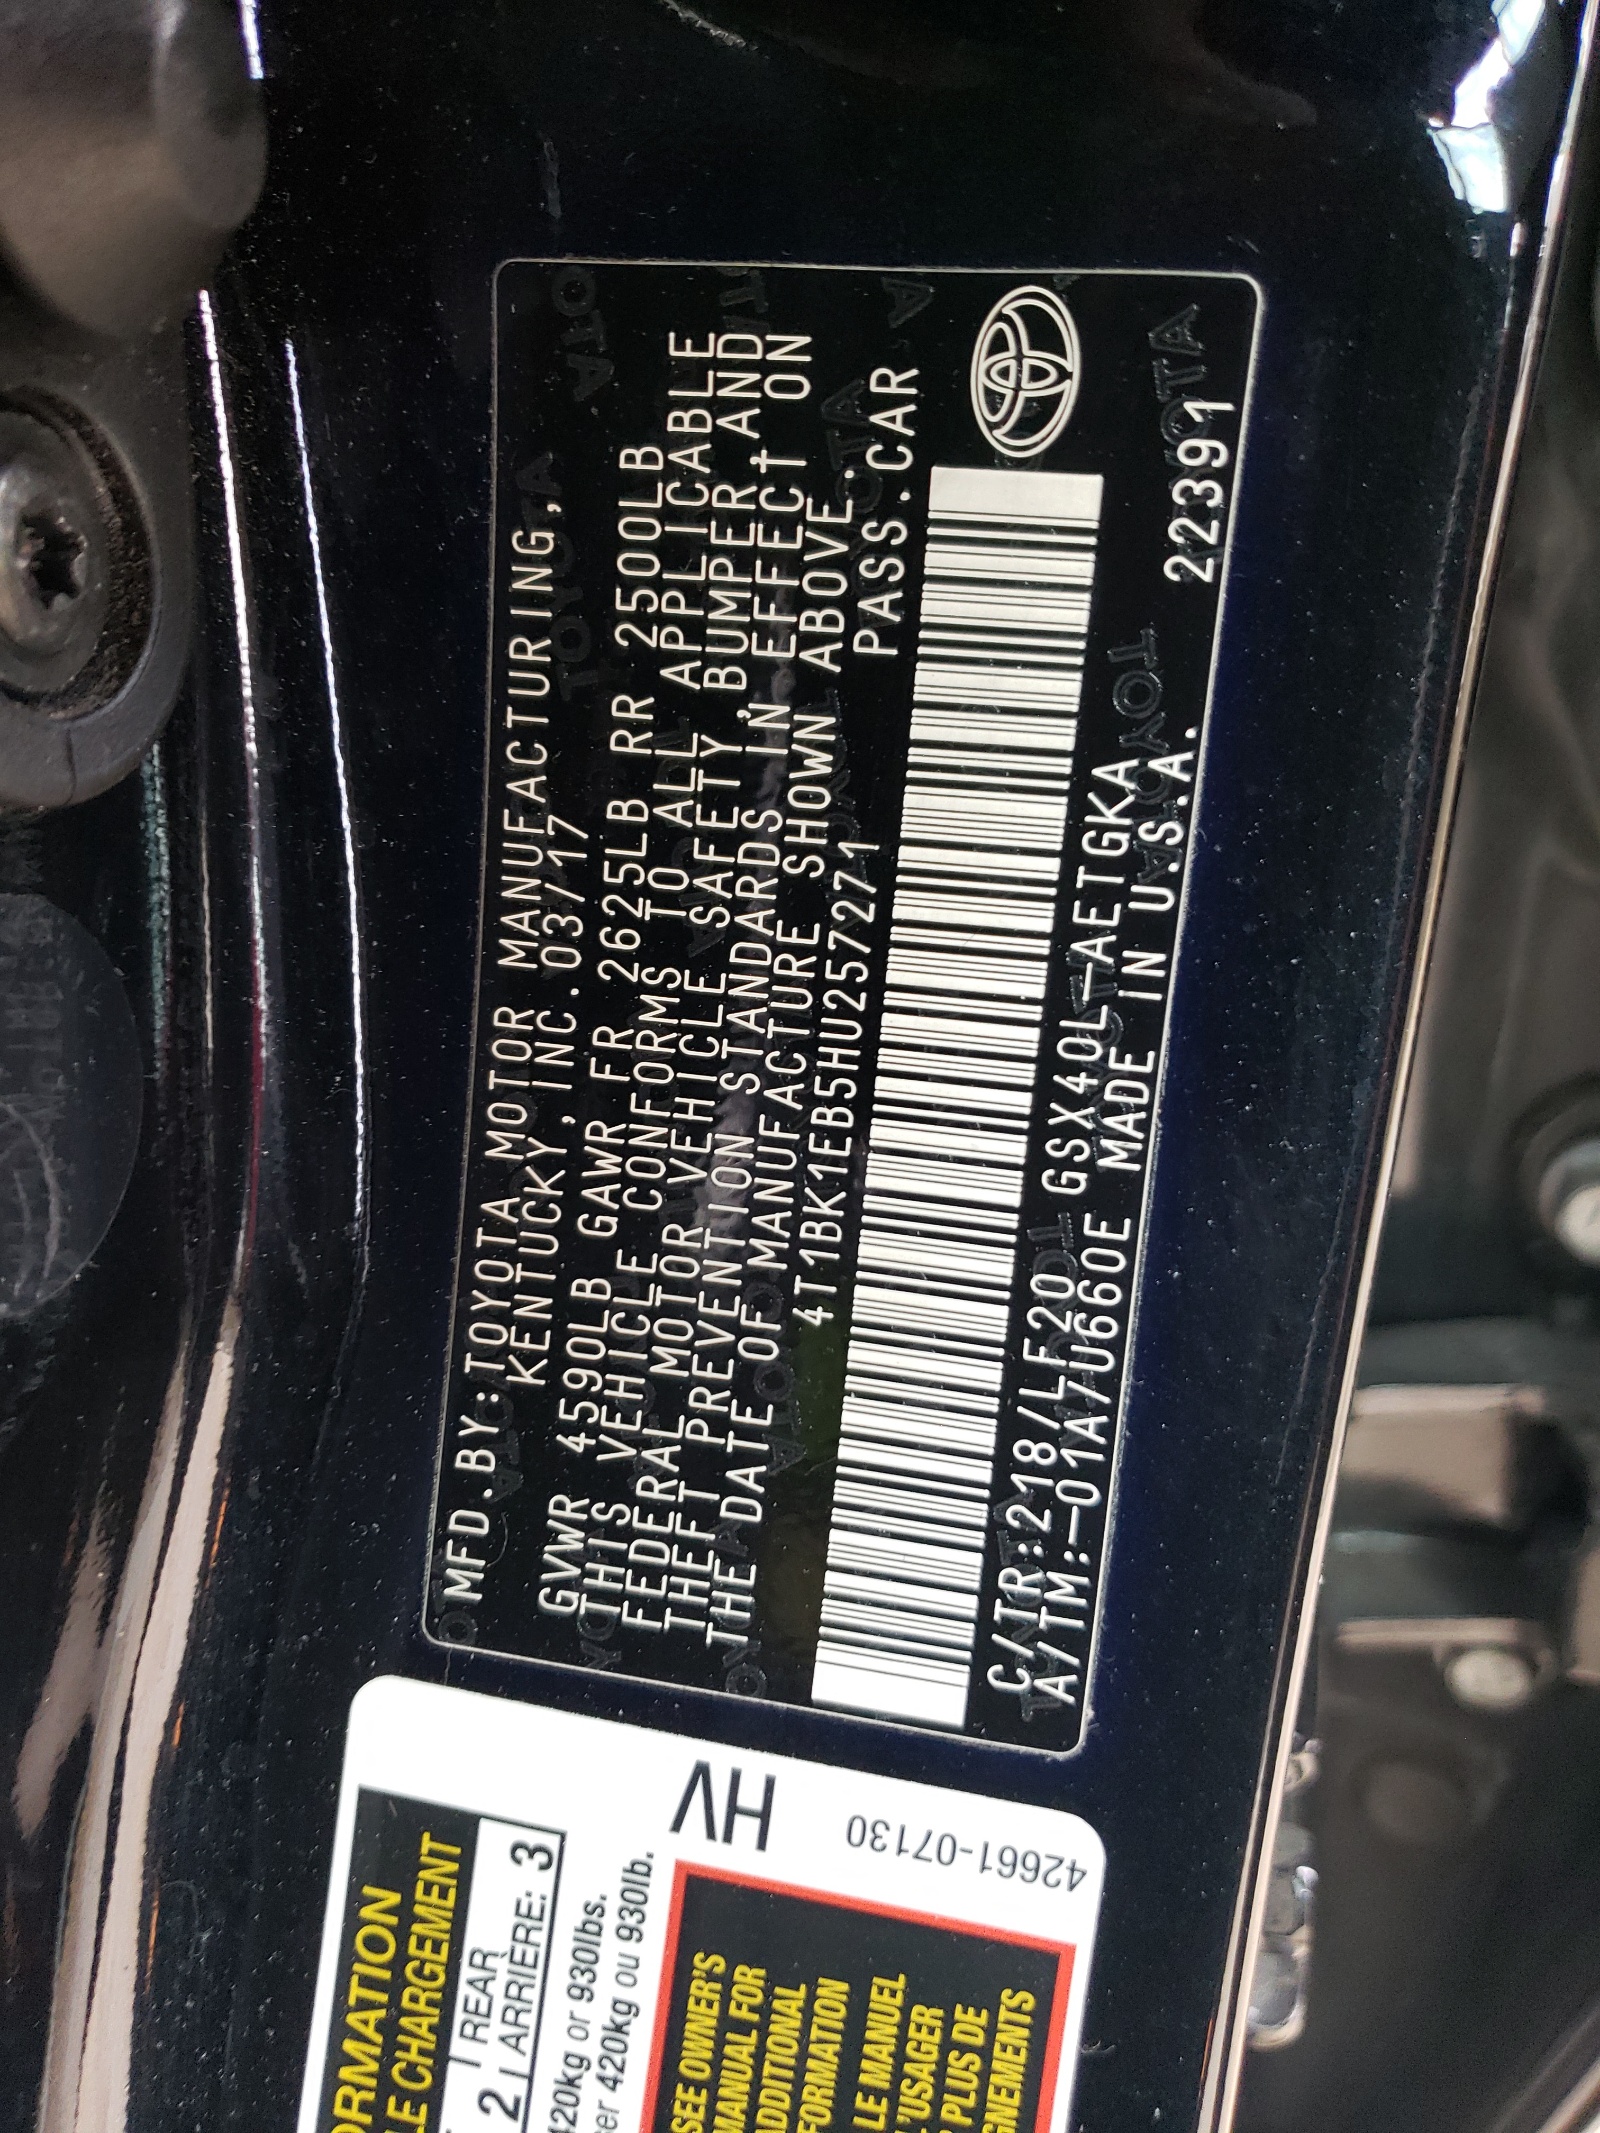 MFD.BY:TOYOTA MOTOR MANUFACTURING,
KENTUCKY,INC.03/17
GVWR 4590LB GAWR FR 2625LB RR 2500LB
THIS VEHICLE CONFORMS TO ALL APPLICABLE
FEDERAL MOTOR VEHICLE SAFETY, BUMPER AND
THEFT PREVENTION STANDARDS IN EFFECT ON
THE DATE OF MANUFACTURE SHOWN ABOVE.
4T1BK1EB5HU257271 PASS.CAR
C/TR:218/LF20 GSX40L-AETGKA
A/TM:-01A/U660E MADE IN U.S.A. 22391
HV
42661-07130
ORMATION
LE CHARGEMENT
2 REAR
ARRIÈRE: 3
420kg or 930lbs.
er 420kg ou 930lb.
SEE OWNER'S
MANUAL FOR
ADDITIONAL
FORMATION
LE MANUEL
'USAGER
PLUS DE
GNEMENTS
TOYOTA